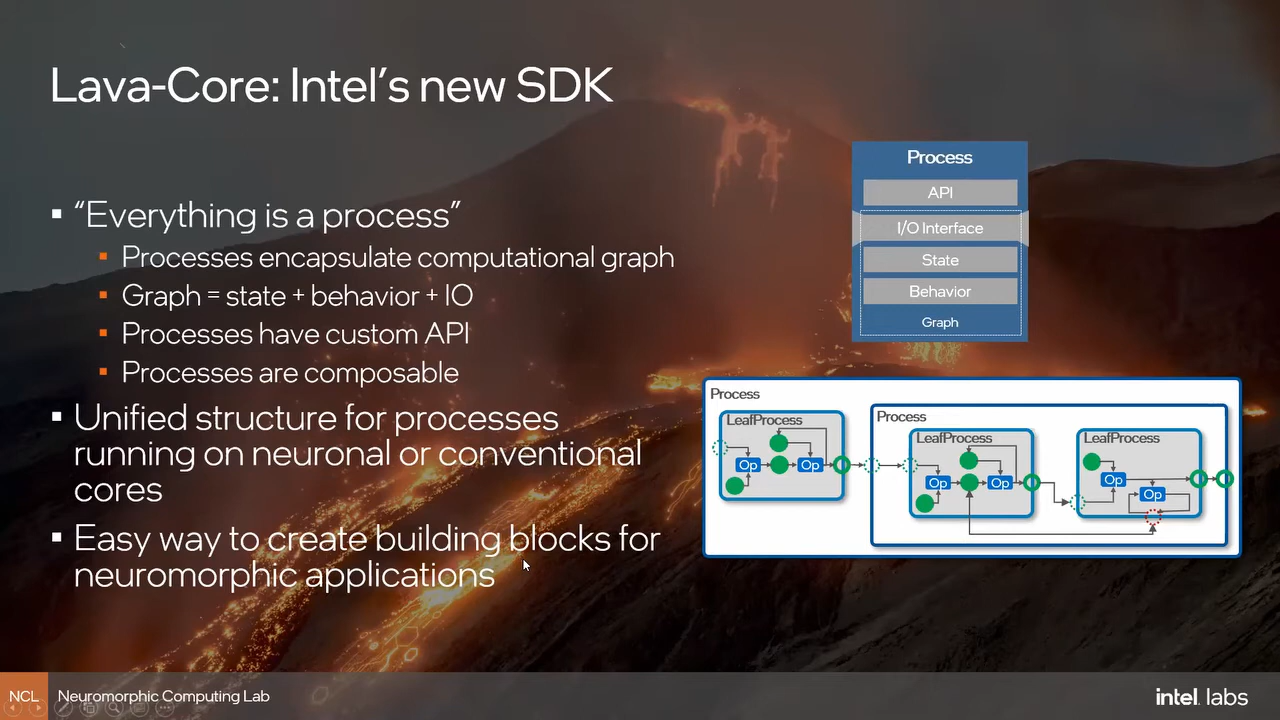 Lava-Core: Intel's new SDK
"Everything is a process"
Processes encapsulate computational graph
Graph = state + behavior + IO
Processes have custom API
Processes are composable
Unified structure for processes
running on neuronal or conventional
cores
Easy way to create building blocks for
neuromorphic applications
Process
API
I/O Interface
State
Behavior
Graph
Process
LeafProcess
Op
Op
Process
LeafProcess
Op
Op
LeafProcess
Op
Op
NCL
Neuromorphic Computing Lab
intel labs